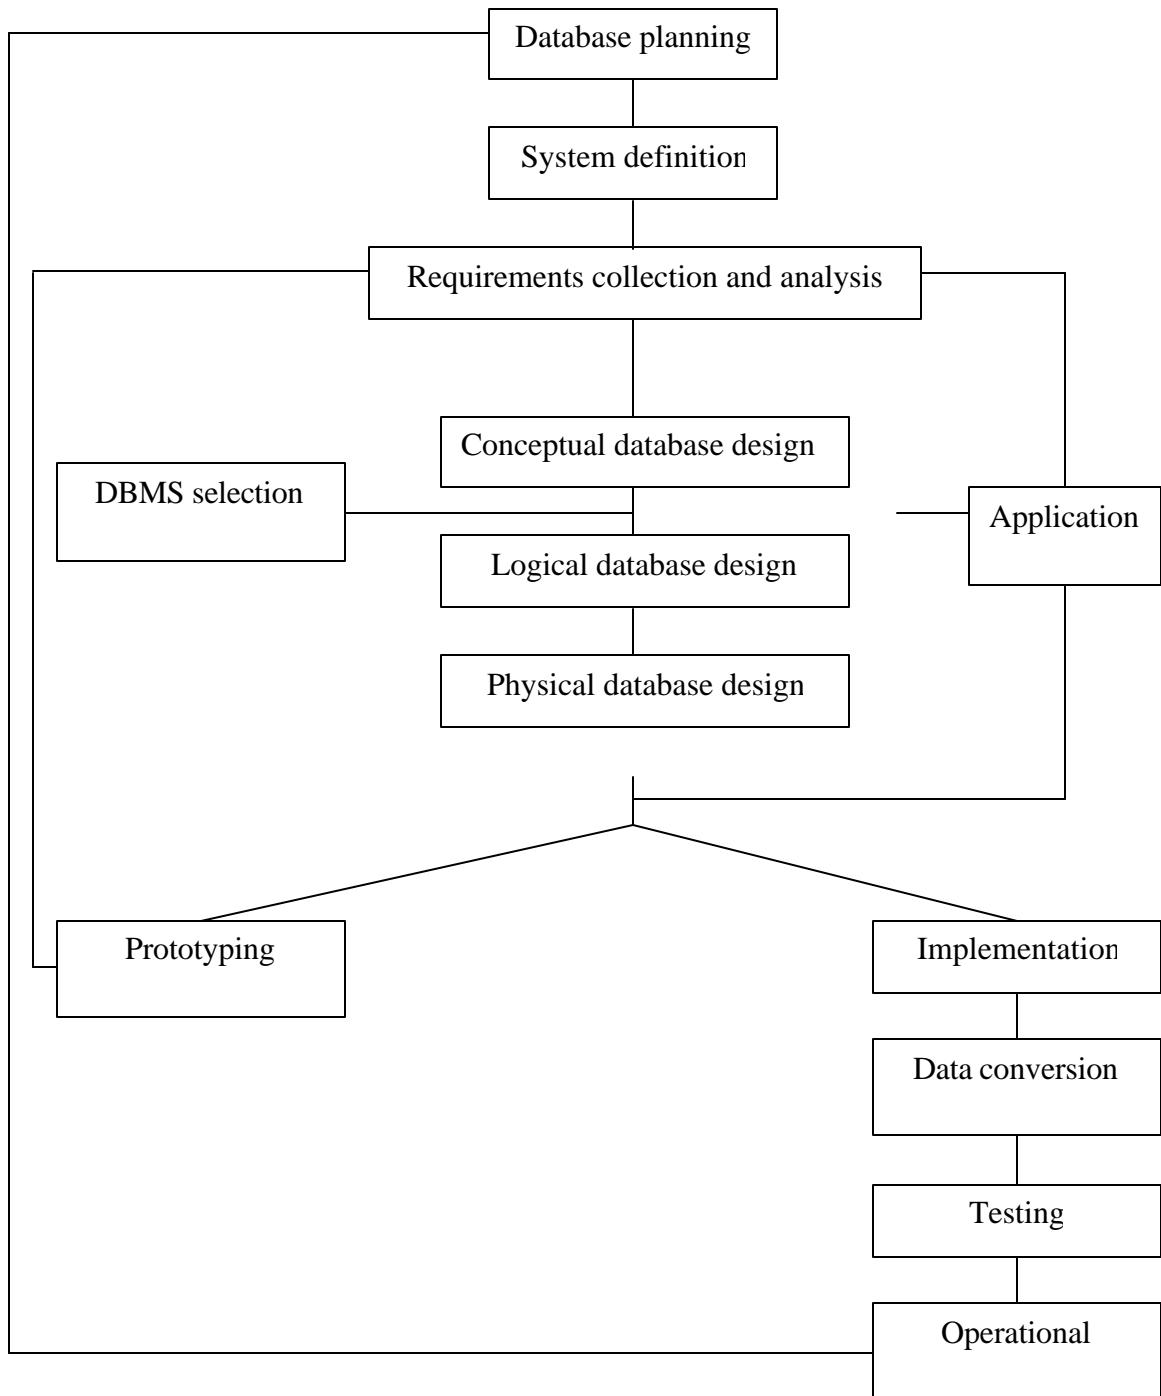 Database planning
System definition
Requirements collection and analysis
Conceptual database design
DBMS selection
Application
Logical database design
Physical database design
Prototyping
Implementation
Data conversion
Testing
Operational